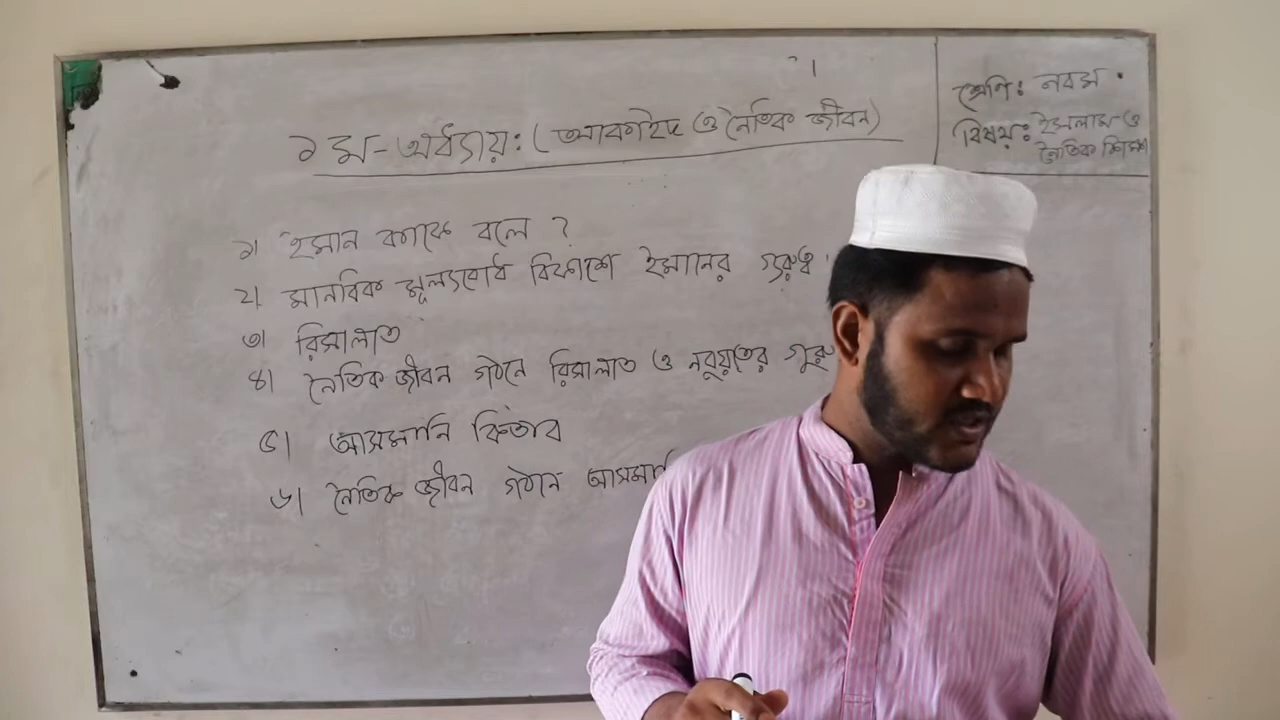 ১ম-অধ্যায়: (আকাইদ ও নৈতিক জীবন)
শ্রেণি: নবম
বিষয়: ইসলাম ও
নৈতিক শিক্ষা
১। ইমান কাকে বলে ?
২। মানবিক মূল্যবোধ বিকাশে ইমানের গুরুত্ব
৩। রিসালাত
৪। নৈতিক জীবন গঠনে রিসালাত ও নবুয়তের গুরু
৫। আসমানি কিতাব
৬। নৈতিক জীবন গঠনে আসমানি